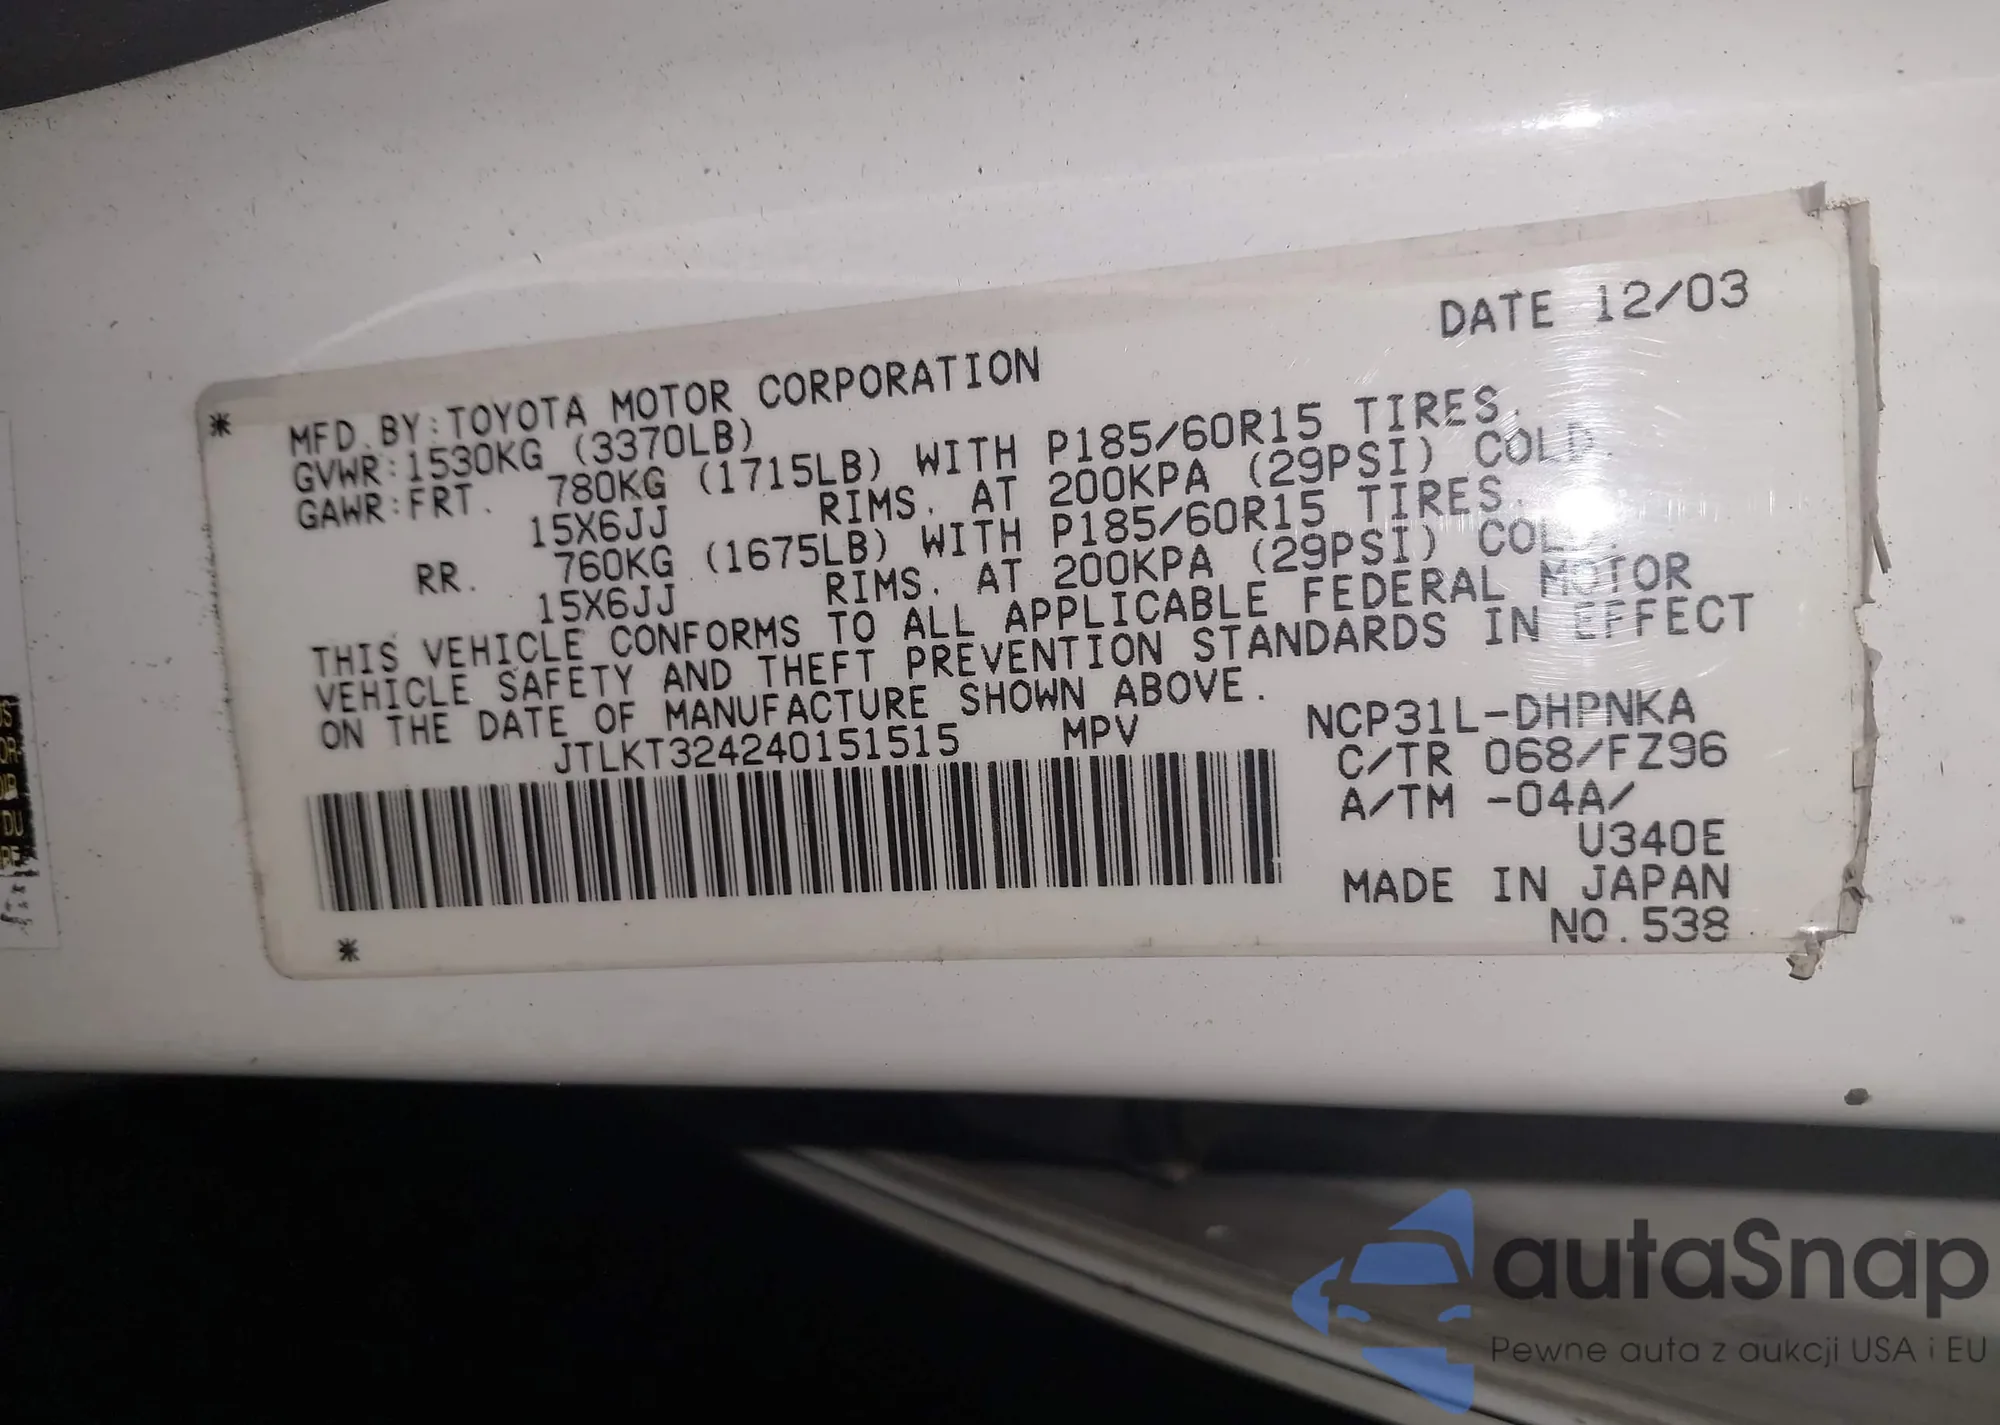 DATE 12/03
* MFD.BY:TOYOTA MOTOR CORPORATION
GVWR:1530KG (3370LB)
GAWR:FRT. 780KG (1715LB) WITH P185/60R15 TIRES,
15X6JJ RIMS. AT 200KPA (29PSI) COLD.
RR. 760KG (1675LB) WITH P185/60R15 TIRES.
15X6JJ RIMS. AT 200KPA (29PSI) COLD.
THIS VEHICLE CONFORMS TO ALL APPLICABLE FEDERAL MOTOR
VEHICLE SAFETY AND THEFT PREVENTION STANDARDS IN EFFECT
ON THE DATE OF MANUFACTURE SHOWN ABOVE.
JTLKT324240151515 MPV NCP31L-DHPNKA
C/TR 068/FZ96
A/TM -04A/
U340E
MADE IN JAPAN
NO.538
*
autaSnap
Pewne auta z aukcji USA i EU